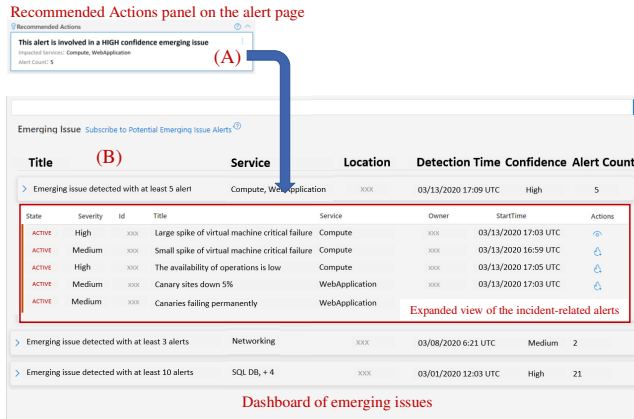 Recommended Actions panel on the alert page
Recommended Actions
This alert is involved in a HIGH confidence emerging issue
Impacted Services: Compute, WebApplication
Alert Count: 5
(A)
Emerging Issue Subscribe to Potential Emerging Issue Alerts
(B)
Title Service Location Detection Time Confidence Alert Count
Emerging issue detected with at least 5 alert Compute, WebApplication xxx 03/13/2020 17:09 UTC High 5
State Severity Id Title Service Owner StartTime Actions
ACTIVE High xxx Large spike of virtual machine critical failure Compute xxx 03/13/2020 17:03 UTC
ACTIVE Medium xxx Small spike of virtual machine critical failure Compute xxx 03/13/2020 16:59 UTC
ACTIVE High xxx The availability of operations is low Compute xxx 03/13/2020 17:05 UTC
ACTIVE Medium xxx Canary sites down 5% WebApplication xxx 03/13/2020 17:03 UTC
ACTIVE Medium xxx Canaries failing permanently WebApplication
Expanded view of the incident-related alerts
Emerging issue detected with at least 3 alerts Networking xxx 03/08/2020 6:21 UTC Medium 2
Emerging issue detected with at least 10 alerts SQL DB, + 4 xxx 03/01/2020 12:03 UTC High 21
Dashboard of emerging issues